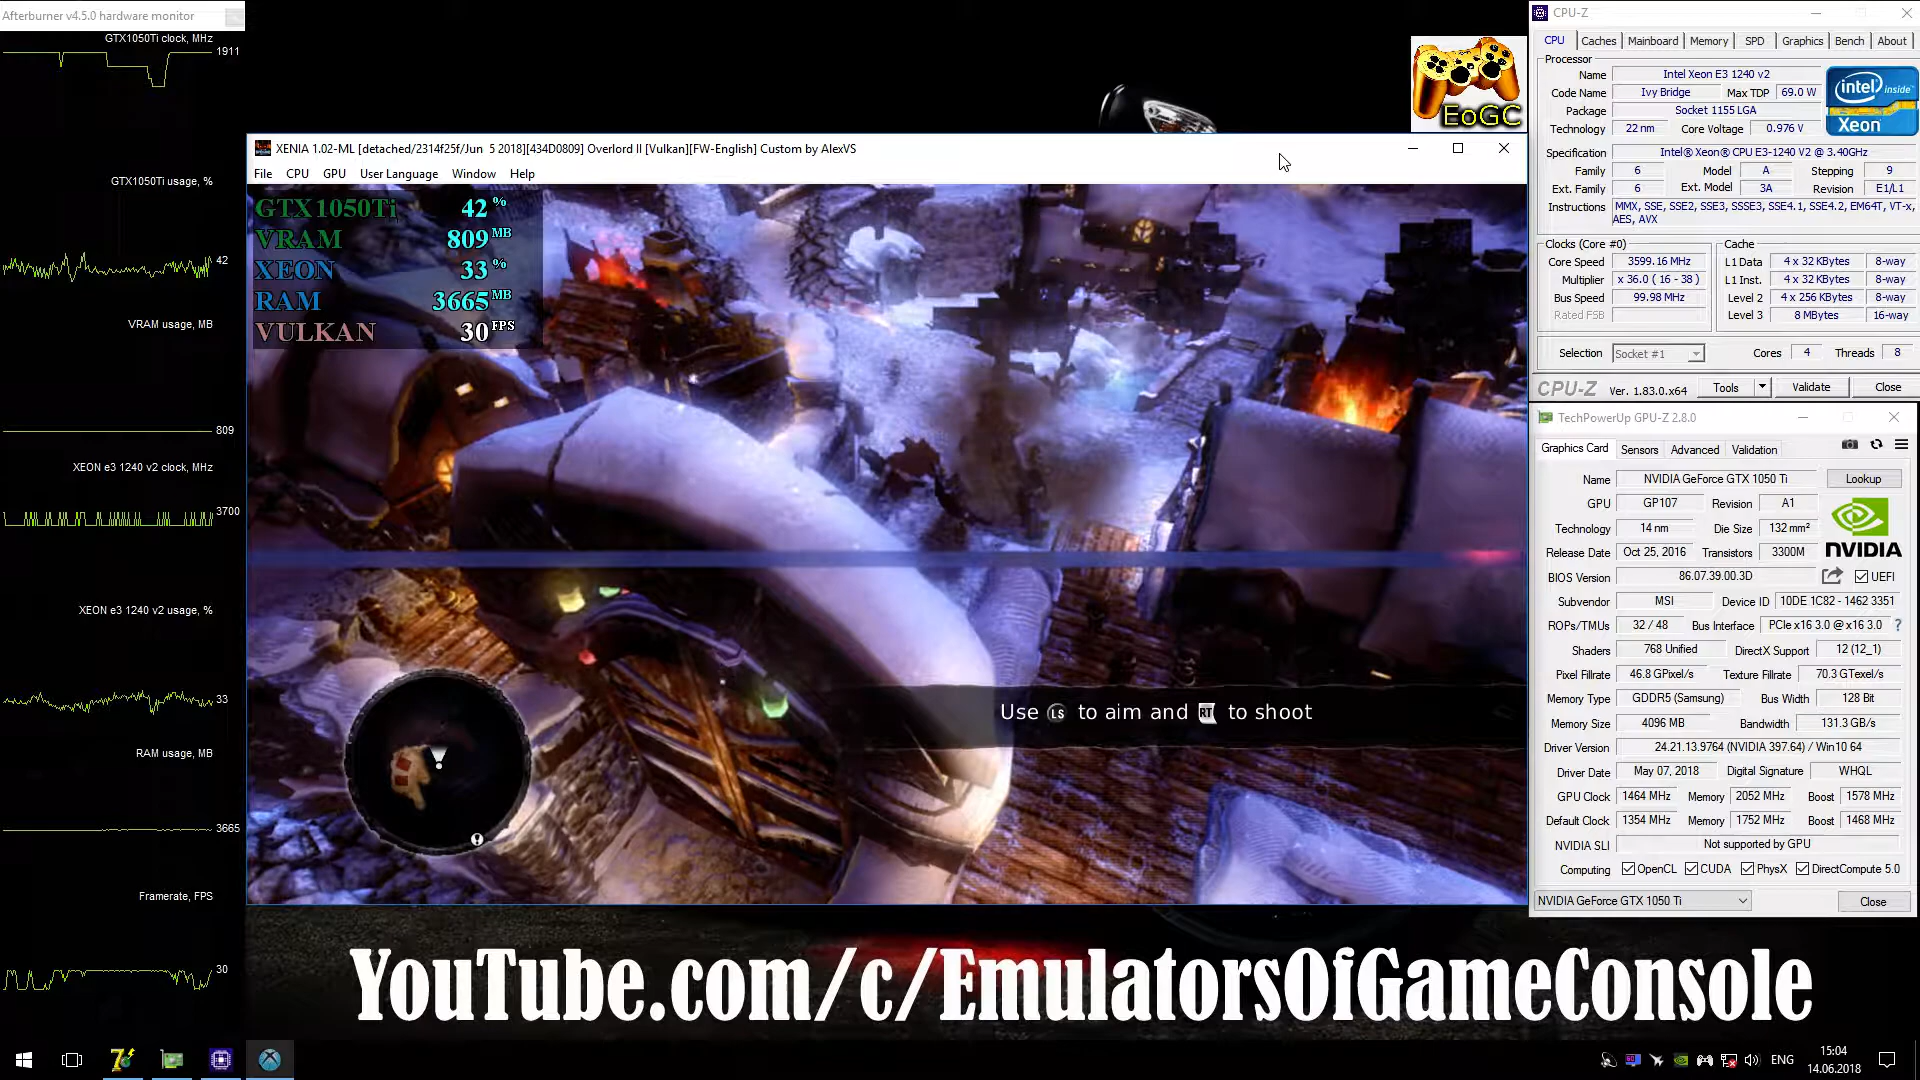 Afterburner v4.5.0 hardware monitor
GTX1050Ti clock, MHz
1911
GTX1050Ti usage, %
42
VRAM usage, MB
809
XEON e3 1240 v2 clock, MHz
3700
XEON e3 1240 v2 usage, %
33
RAM usage, MB
3665
Framerate, FPS
30
EoGC
XENIA 1.02-ML [detached/2314f25f/Jun 5 2018][434D0809] Overlord II [Vulkan][FW-English] Custom by AlexVS
File CPU GPU User Language Window Help
GTX1050Ti 42 %
VRAM 809 MB
XEON 33 %
RAM 3665 MB
VULKAN 30 FPS
Use LS to aim and RT to shoot
CPU-Z
CPU Caches Mainboard Memory SPD Graphics Bench About
Processor
Name Intel Xeon E3 1240 v2
Code Name Ivy Bridge Max TDP 69.0 W
Package Socket 1155 LGA
Technology 22 nm Core Voltage 0.976 V
intel inside
Xeon
Specification Intel® Xeon® CPU E3-1240 V2 @ 3.40GHz
Family 6 Model A Stepping 9
Ext. Family 6 Ext. Model 3A Revision E1/L1
Instructions MMX, SSE, SSE2, SSE3, SSSE3, SSE4.1, SSE4.2, EM64T, VT-x,
AES, AVX
Clocks (Core #0) Cache
Core Speed 3599.16 MHz L1 Data 4 x 32 KBytes 8-way
Multiplier x 36.0 ( 16 - 38 ) L1 Inst. 4 x 32 KBytes 8-way
Bus Speed 99.98 MHz Level 2 4 x 256 KBytes 8-way
Rated FSB Level 3 8 MBytes 16-way
Selection Socket #1 Cores 4 Threads 8
CPU-Z Ver. 1.83.0.x64 Tools Validate Close
TechPowerUp GPU-Z 2.8.0
Graphics Card Sensors Advanced Validation
Name NVIDIA GeForce GTX 1050 Ti Lookup
GPU GP107 Revision A1
Technology 14 nm Die Size 132 mm²
Release Date Oct 25, 2016 Transistors 3300M
NVIDIA
BIOS Version 86.07.39.00.3D UEFI
Subvendor MSI Device ID 10DE 1C82 - 1462 3351
ROPs/TMUs 32 / 48 Bus Interface PCIe x16 3.0 @ x16 3.0 ?
Shaders 768 Unified DirectX Support 12 (12_1)
Pixel Fillrate 46.8 GPixel/s Texture Fillrate 70.3 GTexel/s
Memory Type GDDR5 (Samsung) Bus Width 128 Bit
Memory Size 4096 MB Bandwidth 131.3 GB/s
Driver Version 24.21.13.9764 (NVIDIA 397.64) / Win10 64
Driver Date May 07, 2018 Digital Signature WHQL
GPU Clock 1464 MHz Memory 2052 MHz Boost 1578 MHz
Default Clock 1354 MHz Memory 1752 MHz Boost 1468 MHz
NVIDIA SLI Not supported by GPU
Computing OpenCL CUDA PhysX DirectCompute 5.0
NVIDIA GeForce GTX 1050 Ti Close
YouTube.com/c/EmulatorsOfGameConsole
ENG
15:04
14.06.2018